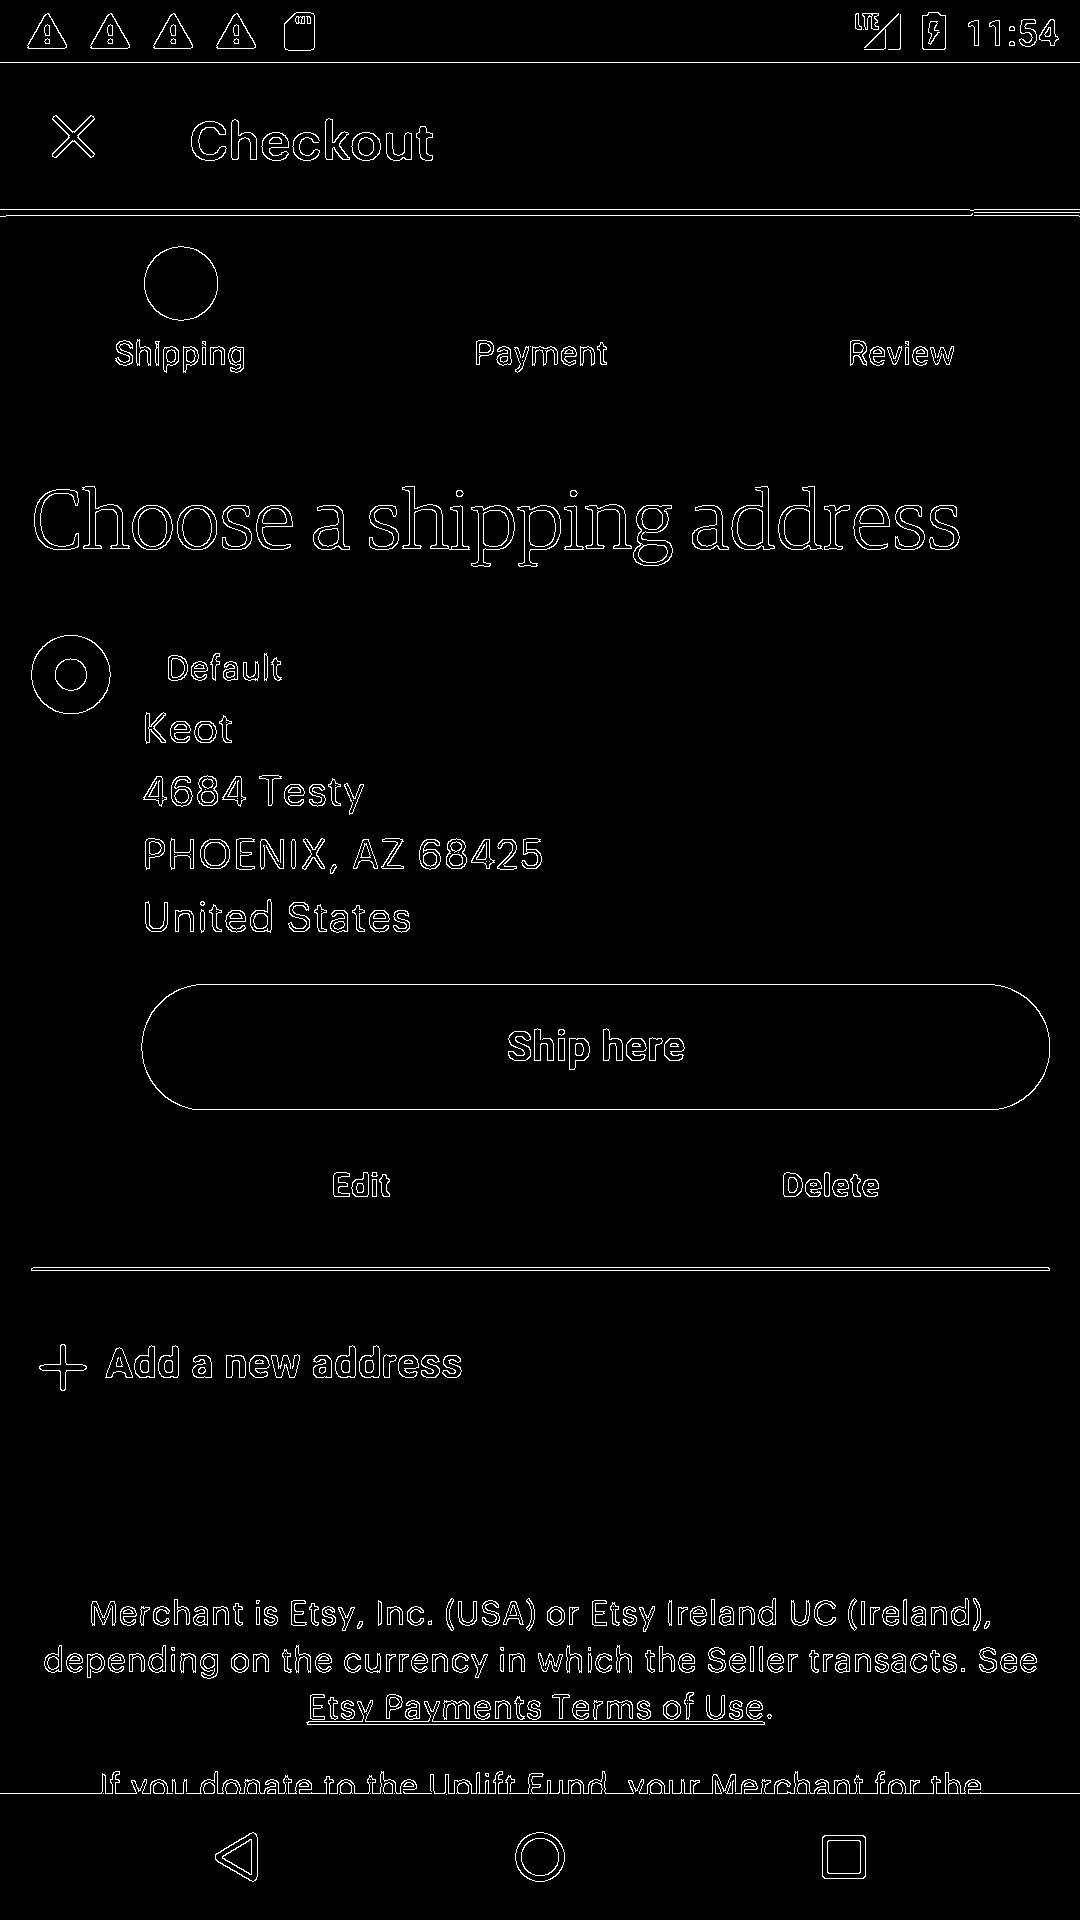 LTE 11:54
Checkout
Shipping Payment Review
Choose a shipping address
Default
Keot
4684 Testy
PHOENIX, AZ 68425
United States
Ship here
Edit Delete
Add a new address
Merchant is Etsy, Inc. (USA) or Etsy Ireland UC (Ireland),
depending on the currency in which the Seller transacts. See
Etsy Payments Terms of Use.
If you donate to the Uplift Fund, your Merchant for the